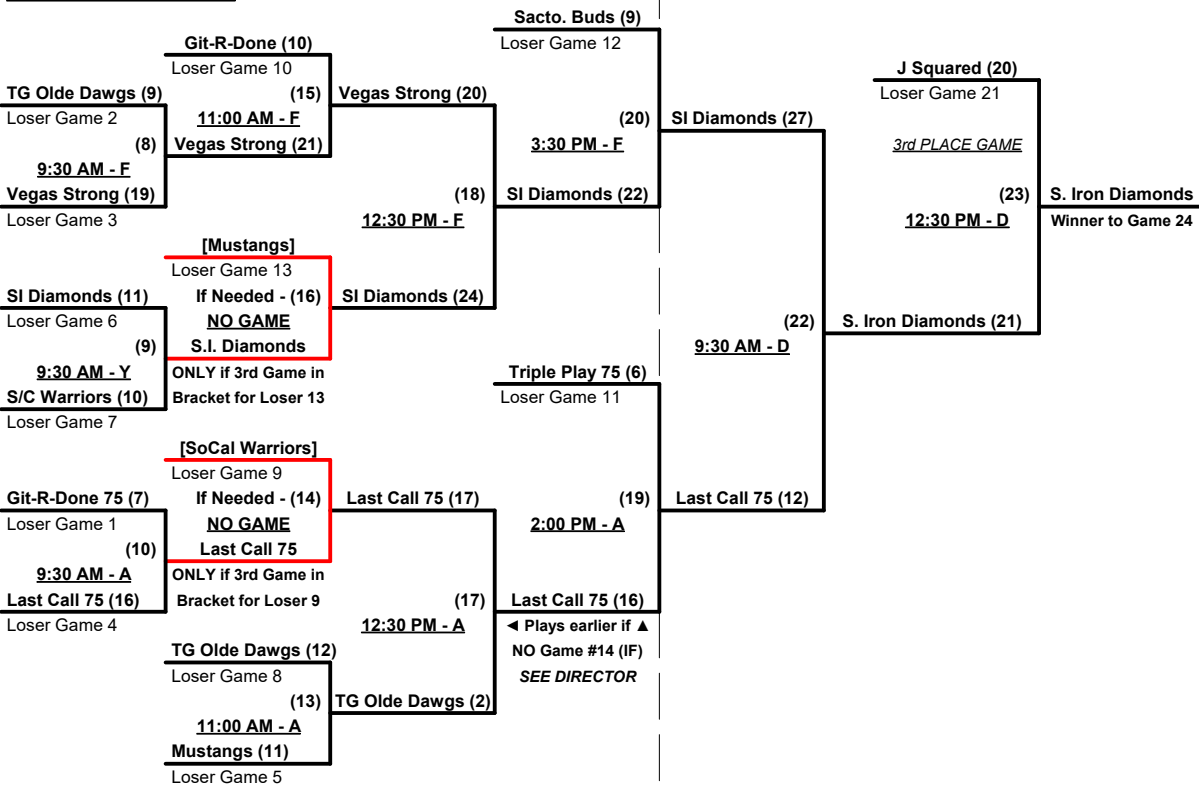 Sacto. Buds (9)
Loser Game 12
Git-R-Done (10)
Loser Game 10
J Squared (20)
Loser Game 21
TG Olde Dawgs (9)
(15)
Vegas Strong (20)
Loser Game 2
11:00 AM - F
(20)
SI Diamonds (27)
(8)
Vegas Strong (21)
3:30 PM - F
3rd PLACE GAME
9:30 AM - F
Vegas Strong (19)
(18)
SI Diamonds (22)
(23)
S. Iron Diamonds
Loser Game 3
12:30 PM - F
12:30 PM - D
Winner to Game 24
[Mustangs]
Loser Game 13
SI Diamonds (11)
If Needed - (16)
SI Diamonds (24)
Loser Game 6
NO GAME
(22)
S. Iron Diamonds (21)
(9)
S.I. Diamonds
9:30 AM - D
9:30 AM - Y
ONLY if 3rd Game in
Triple Play 75 (6)
S/C Warriors (10)
Bracket for Loser 13
Loser Game 11
Loser Game 7
[SoCal Warriors]
Loser Game 9
Git-R-Done 75 (7)
If Needed - (14)
Last Call 75 (17)
(19)
Last Call 75 (12)
Loser Game 1
NO GAME
2:00 PM - A
(10)
Last Call 75
9:30 AM - A
ONLY if 3rd Game in
Last Call 75 (16)
Bracket for Loser 9
(17)
Last Call 75 (16)
Loser Game 4
12:30 PM - A
◄ Plays earlier if ▲
TG Olde Dawgs (12)
NO Game #14 (IF)
Loser Game 8
SEE DIRECTOR
(13)
TG Olde Dawgs (2)
11:00 AM - A
Mustangs (11)
Loser Game 5